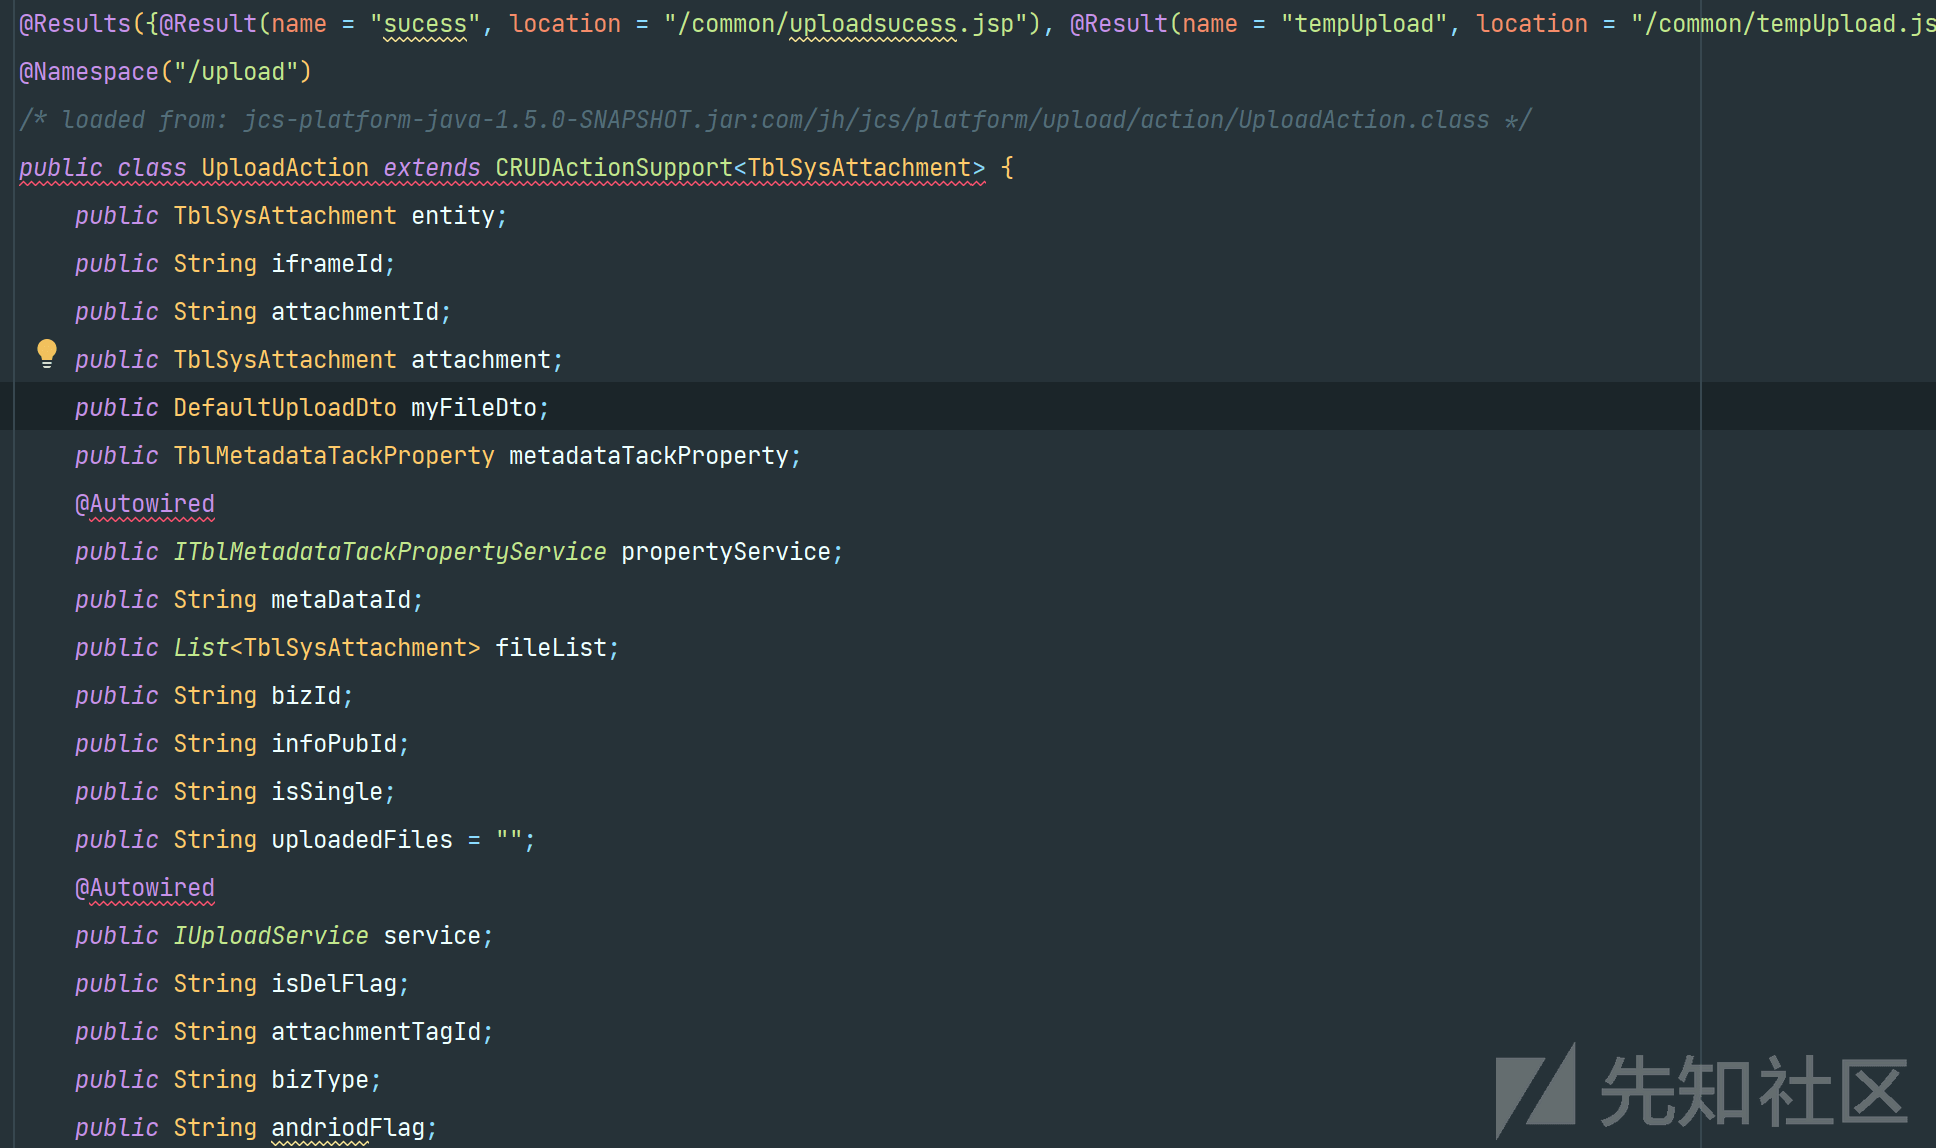 @Results({@Result(name = "sucess", location = "/common/uploadsucess.jsp"), @Result(name = "tempUpload", location = "/common/tempUpload.js
@Namespace("/upload")
/* loaded from: jcs-platform-java-1.5.0-SNAPSHOT.jar:com/jh/jcs/platform/upload/action/UploadAction.class */
public class UploadAction extends CRUDActionSupport<TblSysAttachment> {
public TblSysAttachment entity;
public String iframeId;
public String attachmentId;
public TblSysAttachment attachment;
public DefaultUploadDto myFileDto;
public TblMetadataTackProperty metadataTackProperty;
@Autowired
public ITblMetadataTackPropertyService propertyService;
public String metaDataId;
public List<TblSysAttachment> fileList;
public String bizId;
public String infoPubId;
public String isSingle;
public String uploadedFiles = "";
@Autowired
public IUploadService service;
public String isDelFlag;
public String attachmentTagId;
public String bizType;
public String andriodFlag;
先知社区